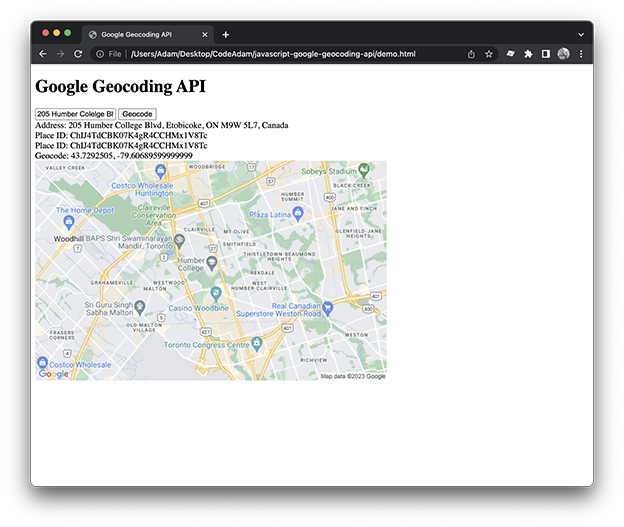 Google Geocoding API
File
/Users/Adam/Desktop/CodeAdam/javascript-google-geocoding-api/demo.html
Google Geocoding API
205 Humber Colelge Bl
Geocode
Address: 205 Humber College Blvd, Etobicoke, ON M9W 5L7, Canada
Place ID: ChIJ4TdCBK07K4gR4CCHMx1V8Tc
Place ID: ChIJ4TdCBK07K4gR4CCHMx1V8Tc
Geocode: 43.7292505, -79.60689599999999
VALLEY CREEK
WOODBRIDGE
Sobeys Stadium
Costco Wholesale
Huntington
BLACK CREEK
HUMBER
SUMMIT
The Home Depot
Claireville
Conservation
Area
Plaza Latina
JANE AND FINCH
Woodhill
CLAIRVILLE
MT.OLIVE
GLENFIELD-JANE
HEIGHTS
BAPS Shri Swaminarayan
Mandir, Toronto
SMITHFIELD
Humber
College
THISTLETOWN-BEAUMOND
HEIGHTS
REXDALE
GRAHAMSVILLE
WESTWOOD
MALTON
WEST
HUMBER-CLAIRVILLE
Sri Guru Singh
Sabha Malton
Casino Woodbine
Real Canadian
Superstore Weston Road
OLD MALTON
VILLAGE
FRASERS
CORNERS
WESTON
Toronto Congress Centre
RICHVIEW
Costco Wholesale
Google
Map data ©2023 Google